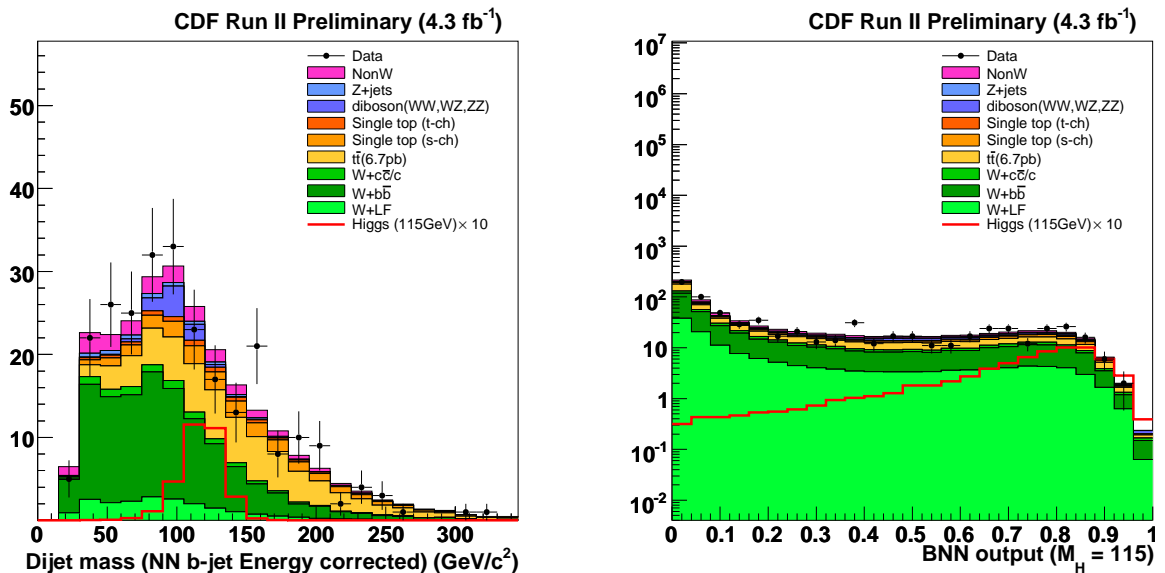 CDF Run II Preliminary (4.3 fb⁻¹)
Data
NonW
Z+jets
diboson(WW,WZ,ZZ)
Single top (t-ch)
Single top (s-ch)
tt̄(6.7pb)
W+cc̄/c
W+bb̄
W+LF
Higgs (115GeV)× 10
50
40
30
20
10
0 50 100 150 200 250 300
Dijet mass (NN b-jet Energy corrected) (GeV/c²)
CDF Run II Preliminary (4.3 fb⁻¹)
Data
NonW
Z+jets
diboson(WW,WZ,ZZ)
Single top (t-ch)
Single top (s-ch)
tt̄(6.7pb)
W+cc̄/c
W+bb̄
W+LF
Higgs (115GeV)× 10
10⁷
10⁶
10⁵
10⁴
10³
10²
10
1
10⁻¹
10⁻²
0 0.1 0.2 0.3 0.4 0.5 0.6 0.7 0.8 0.9 1
BNN output (M_H = 115)